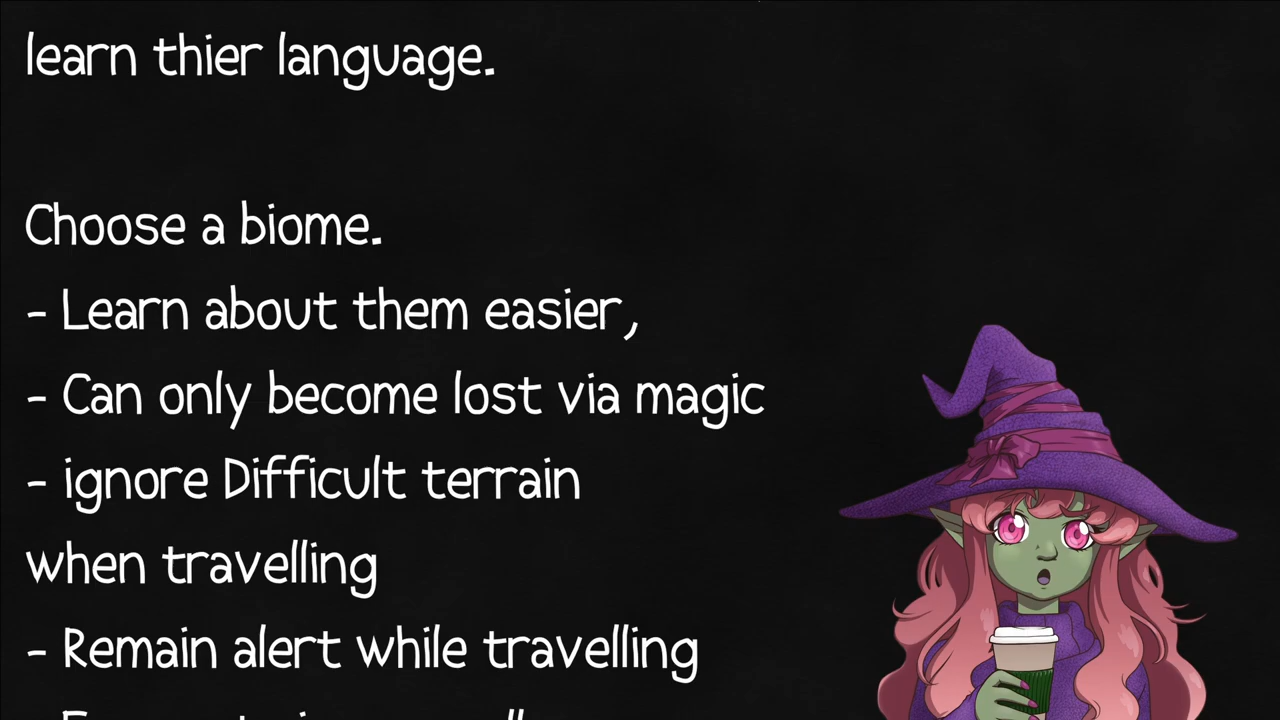 learn thier language.
Choose a biome.
- Learn about them easier,
- Can only become lost via magic
- ignore Difficult terrain
when travelling
- Remain alert while travelling